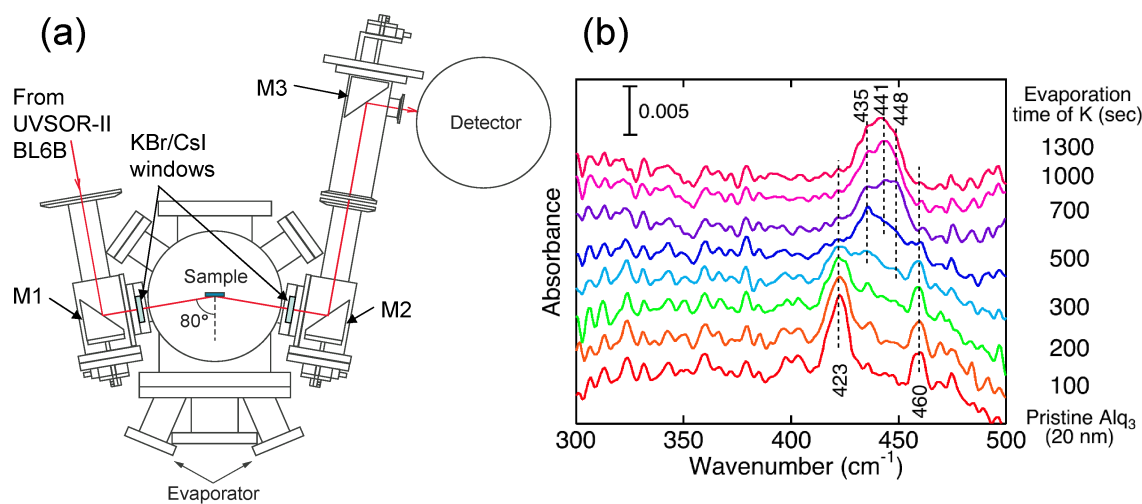 (a)
From
UVSOR-II
BL6B
M3
KBr/CsI
windows
Detector
Sample
80°
M1
M2
Evaporator
(b)
0.005
435
441
448
Evaporation
time of K (sec)
1300
1000
700
500
300
200
100
Pristine Alq₃
(20 nm)
423
460
Absorbance
300
350
400
450
500
Wavenumber (cm⁻¹)